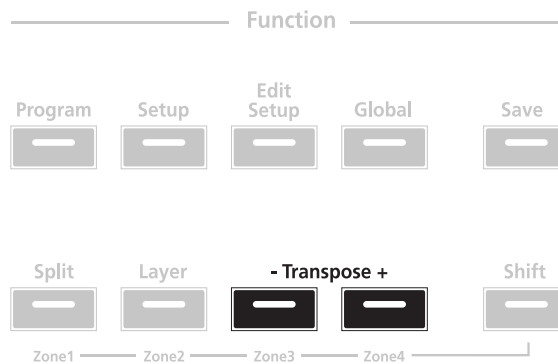 Function
Program Setup Edit Setup Global Save
Split Layer - Transpose + Shift
Zone1 Zone2 Zone3 Zone4